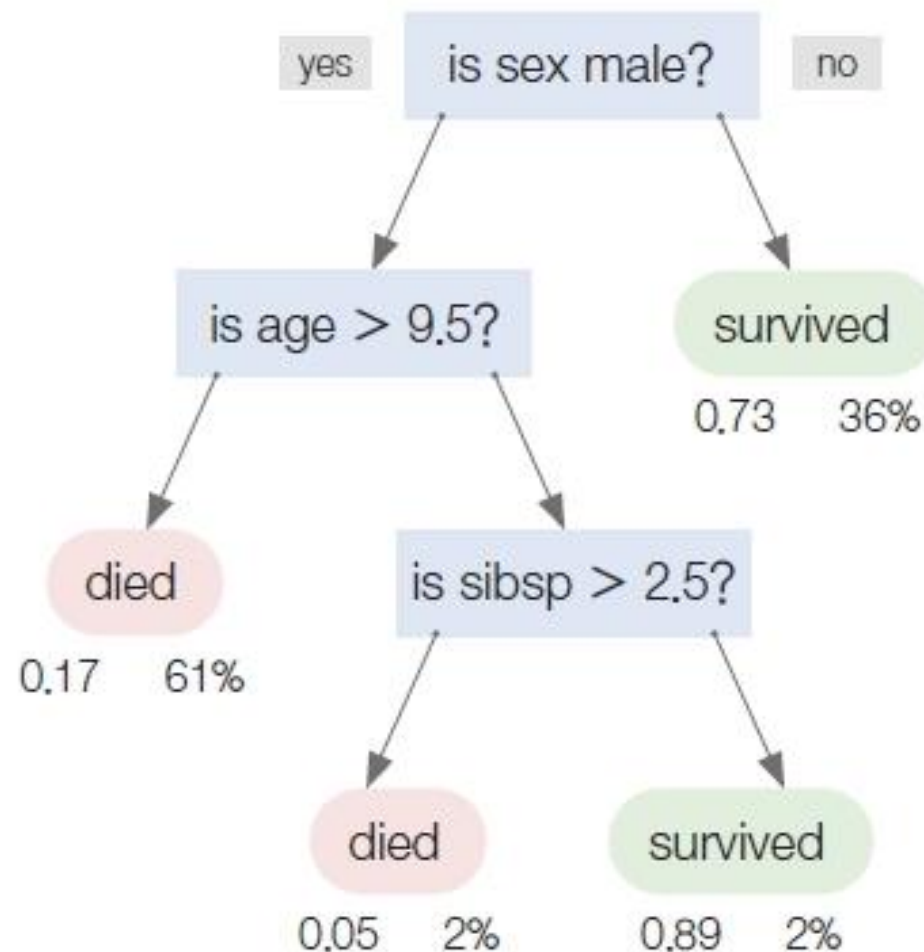 yes
is sex male?
no
is age > 9.5?
survived
0.73 36%
died
is sibsp > 2.5?
0.17 61%
died
survived
0.05 2%
0.89 2%